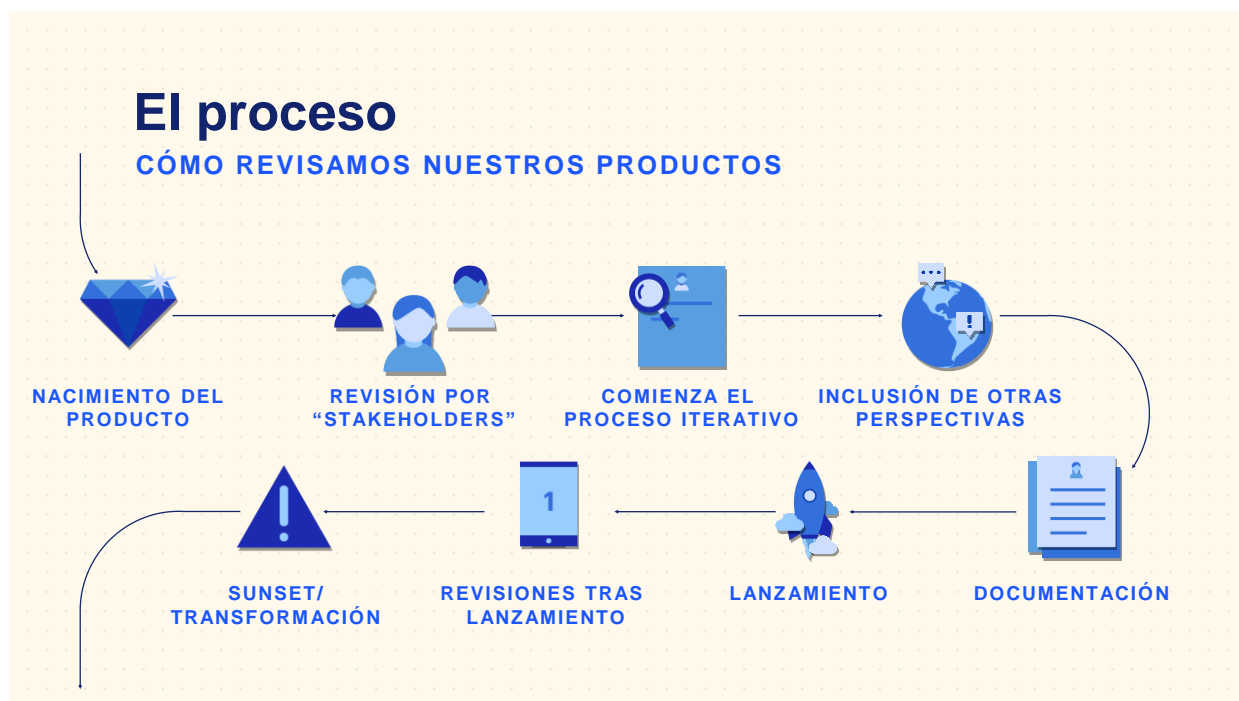 El proceso
CÓMO REVISAMOS NUESTROS PRODUCTOS
NACIMIENTO DEL
PRODUCTO
REVISIÓN POR
“STAKEHOLDERS”
COMIENZA EL
PROCESO ITERATIVO
!
INCLUSIÓN DE OTRAS
PERSPECTIVAS
DOCUMENTACIÓN
LANZAMIENTO
1
REVISIONES TRAS
LANZAMIENTO
!
SUNSET/
TRANSFORMACIÓN